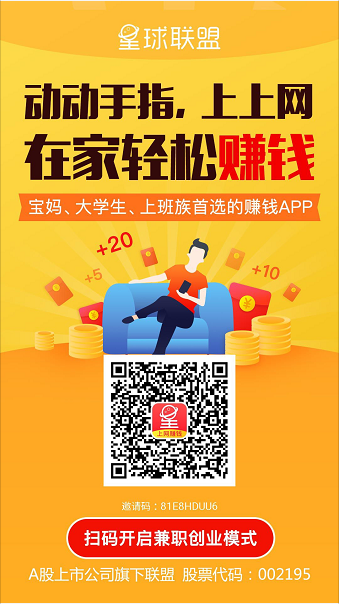 星球联盟
动动手指,上上网
在家轻松赚钱
宝妈、大学生、上班族首选的赚钱APP
+20
+5
+10
星
上网赚钱
邀请码：81E8HDUU6
扫码开启兼职创业模式
A股上市公司旗下联盟 股票代码：002195